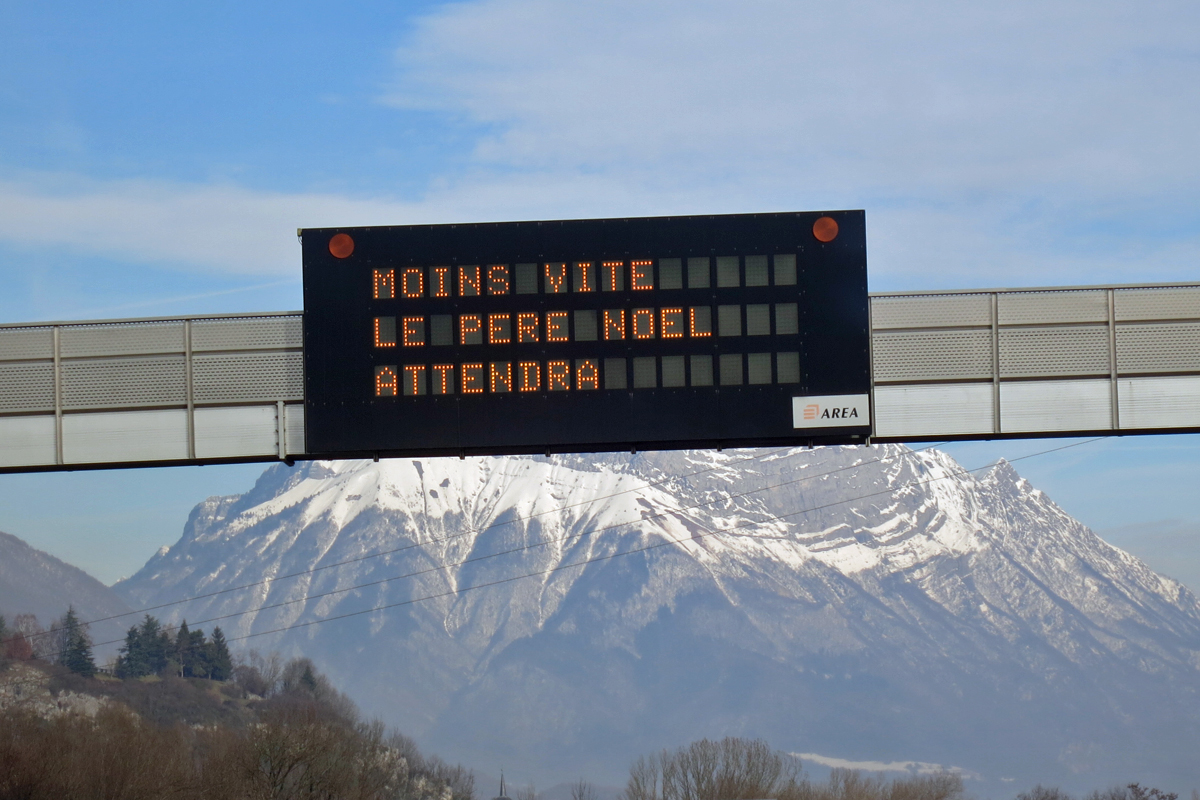 MOINS VITE
LE PERE NOEL
ATTENDRA
AREA